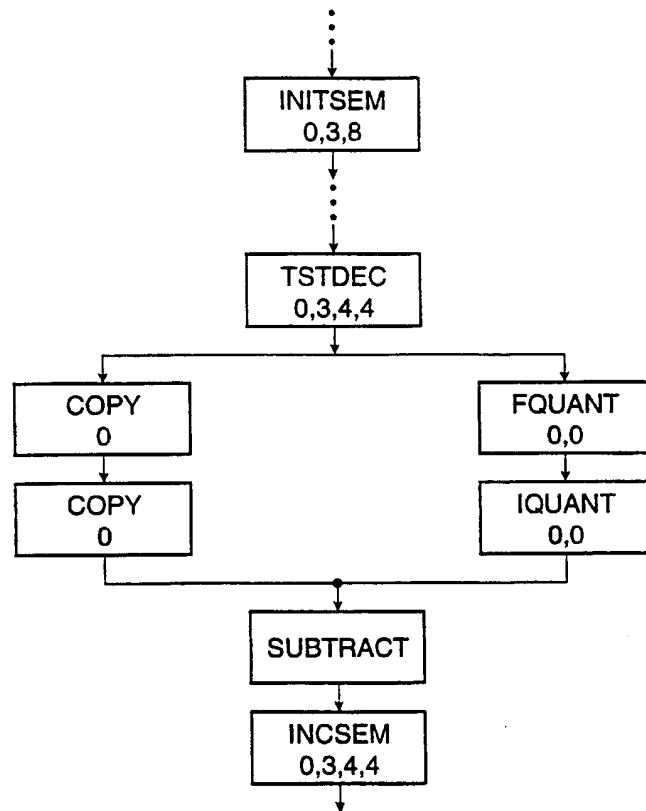 INITSEM
0,3,8
TSTDEC
0,3,4,4
COPY
0
FQUANT
0,0
COPY
0
IQUANT
0,0
SUBTRACT
INCSEM
0,3,4,4